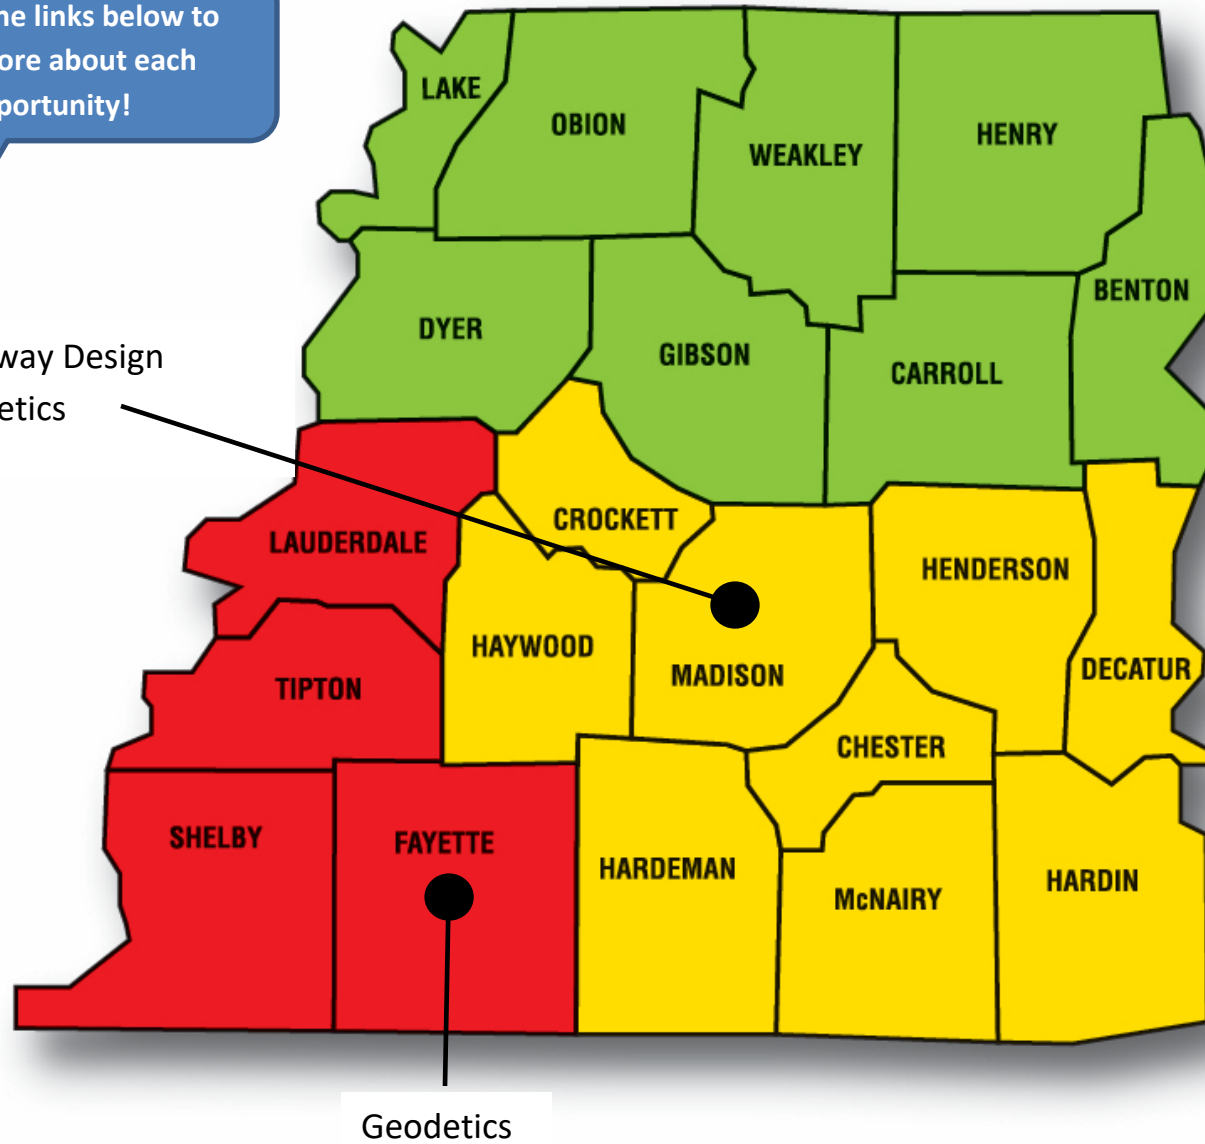 ne links below to
ore about each
portunity!
LAKE
OBION
WEAKLEY
HENRY
BENTON
DYER
GIBSON
CARROLL
way Design
etics
CROCKETT
LAUDERDALE
HENDERSON
HAYWOOD
MADISON
DECATUR
TIPTON
CHESTER
SHELBY
FAYETTE
HARDEMAN
McNAIRY
HARDIN
Geodetics